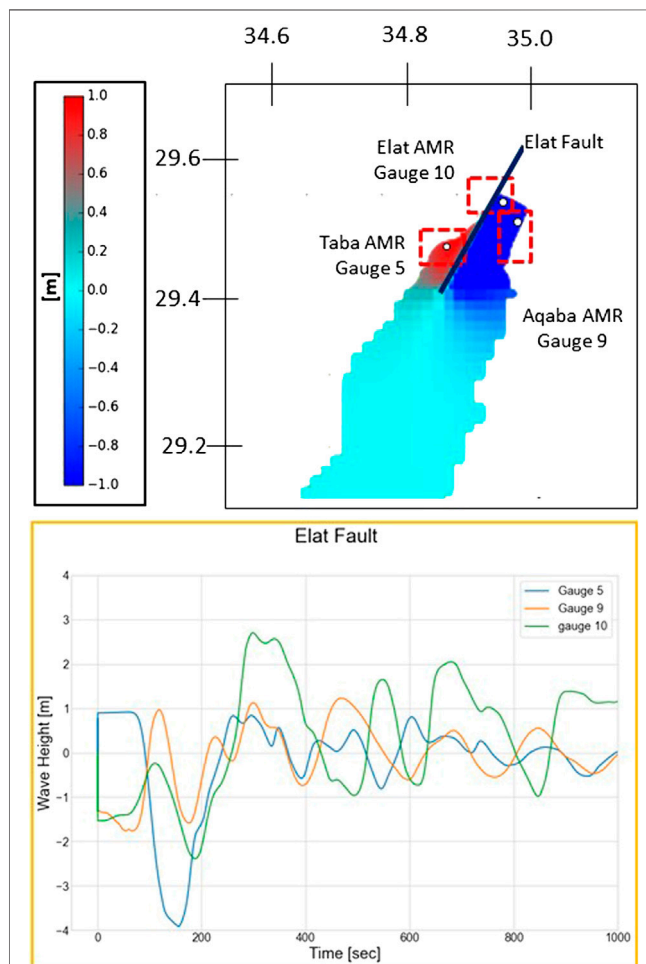 34.6 34.8 35.0
1.0
0.8
0.6
0.4
0.2
0.0
−0.2
−0.4
−0.6
−0.8
−1.0
[m]
29.6
29.4
29.2
Elat AMR
Gauge 10
Elat Fault
Taba AMR
Gauge 5
Aqaba AMR
Gauge 9
Elat Fault
Gauge 5
Gauge 9
gauge 10
4
3
2
1
0
−1
−2
−3
−4
Wave Height [m]
0 200 400 600 800 1000
Time [sec]